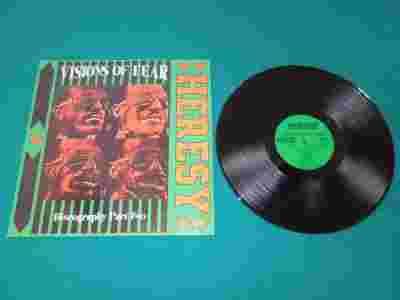 VISIONS OF FEAR
HERESY
Discography Part Two